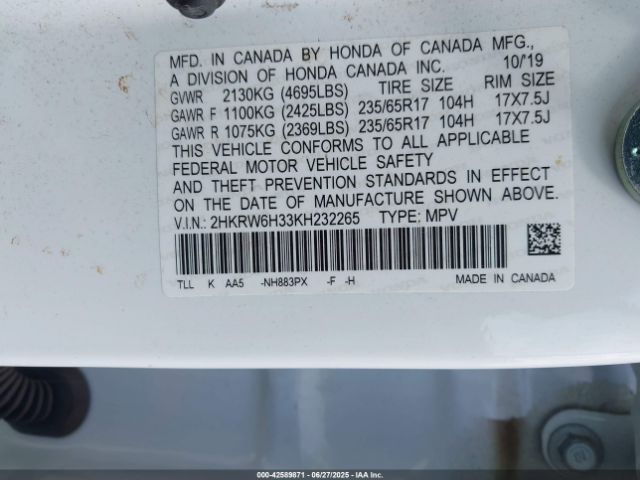 MFD. IN CANADA BY HONDA OF CANADA MFG.,
A DIVISION OF HONDA CANADA INC. 10/'19
GVWR 2130KG (4695LBS) TIRE SIZE RIM SIZE
GAWR F 1100KG (2425LBS) 235/65R17 104H 17X7.5J
GAWR R 1075KG (2369LBS) 235/65R17 104H 17X7.5J
THIS VEHICLE CONFORMS TO ALL APPLICABLE
FEDERAL MOTOR VEHICLE SAFETY
AND THEFT PREVENTION STANDARDS IN EFFECT
ON THE DATE OF MANUFACTURE SHOWN ABOVE.
V.I.N.: 2HKRW6H33KH232265 TYPE: MPV
TLL K AA5 -NH883PX -F -H MADE IN CANADA
000-42589871 - 06/27/2025 - IAAI.COM